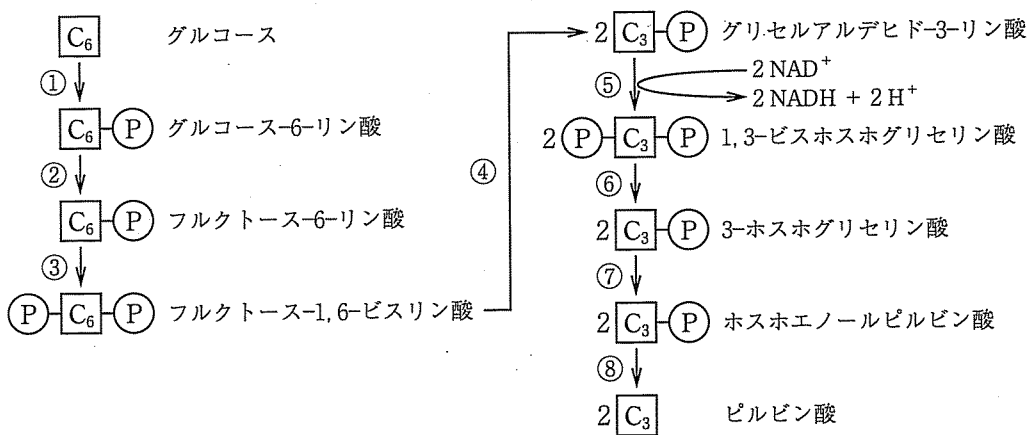 C₆ グルコース
①
C₆ P グルコース-6-リン酸
②
C₆ P フルクトース-6-リン酸
③
P C₆ P フルクトース-1,6-ビスリン酸
④
2 C₃ P グリセルアルデヒド-3-リン酸
⑤
2 NAD⁺
2 NADH + 2 H⁺
2 P C₃ P 1,3-ビスホスホグリセリン酸
⑥
2 C₃ P 3-ホスホグリセリン酸
⑦
2 C₃ P ホスホエノールピルビン酸
⑧
2 C₃ ピルビン酸